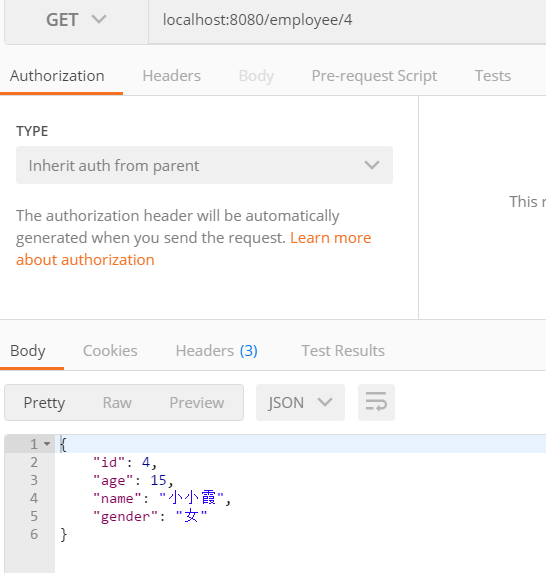 GET localhost:8080/employee/4
Authorization Headers Body Pre-request Script Tests
TYPE
Inherit auth from parent
The authorization header will be automatically
generated when you send the request. Learn more
about authorization
This r
Body Cookies Headers (3) Test Results
Pretty Raw Preview JSON
1 {
2 "id": 4,
3 "age": 15,
4 "name": "小小霞",
5 "gender": "女"
6 }